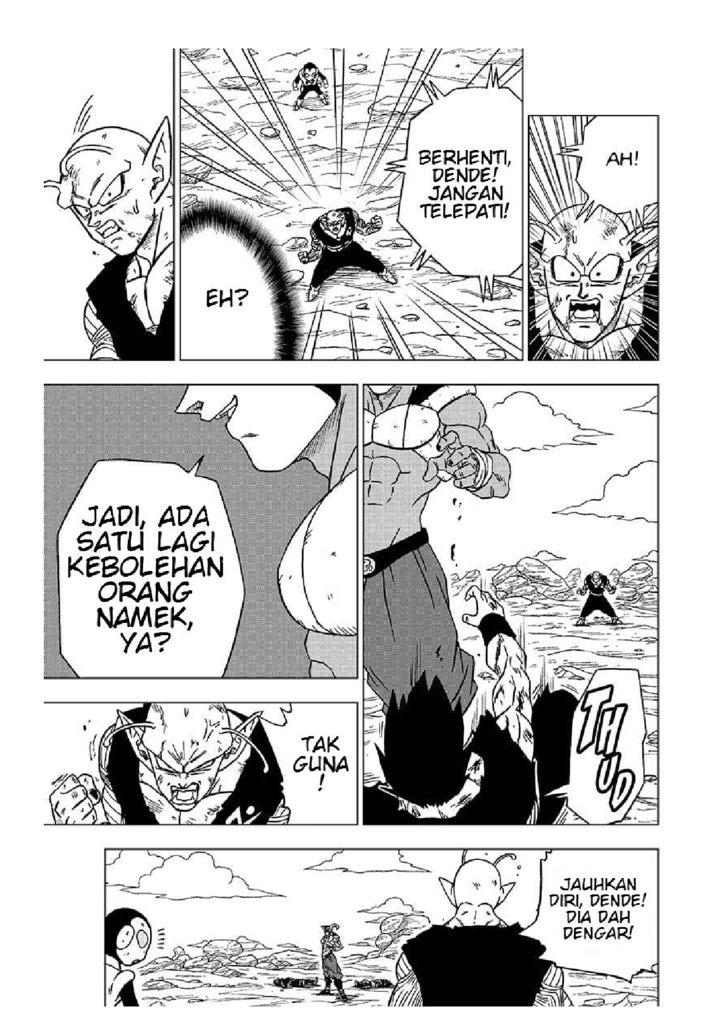 AH!
BERHENTI,
DENDE!
JANGAN
TELEPATI!
EH?
THUD
JADI, ADA
SATU LAGI
KEBOLEHAN
ORANG
NAMEK,
YA?
TAK
GUNA
!
JAUHKAN
DIRI, DENDE!
DIA DAH
DENGAR!